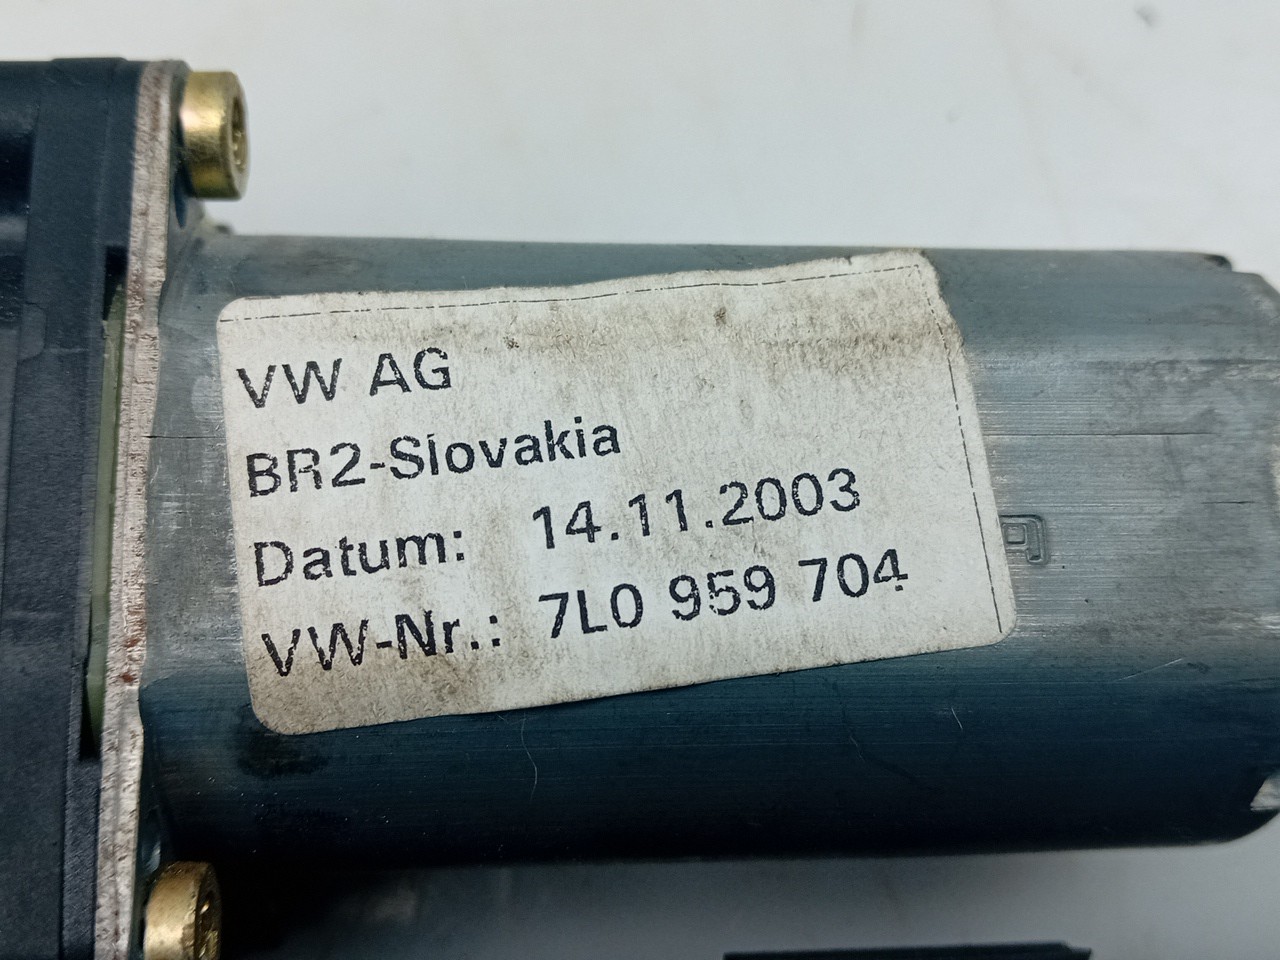 VW AG
BR2-Slovakia
Datum: 14.11.2003
VW-Nr.: 7L0 959 704